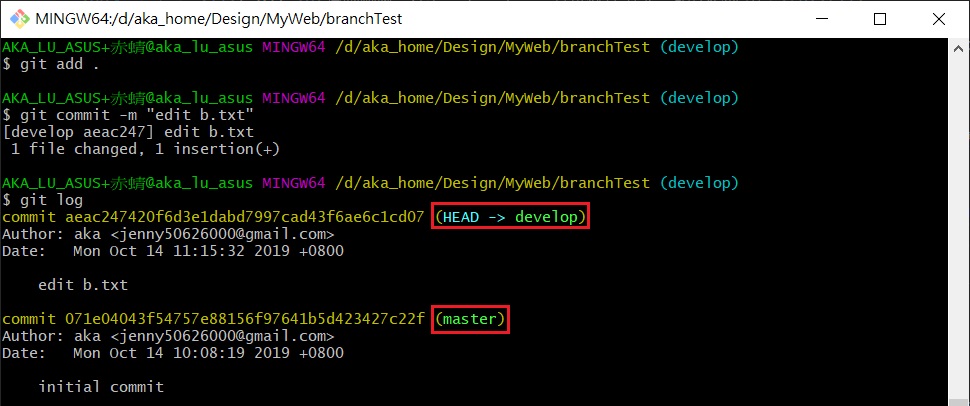 MINGW64:/d/aka_home/Design/MyWeb/branchTest
AKA_LU_ASUS+赤蜻@aka_lu_asus MINGW64 /d/aka_home/Design/MyWeb/branchTest (develop)
$ git add .
AKA_LU_ASUS+赤蜻@aka_lu_asus MINGW64 /d/aka_home/Design/MyWeb/branchTest (develop)
$ git commit -m "edit b.txt"
[develop aeac247] edit b.txt
 1 file changed, 1 insertion(+)
AKA_LU_ASUS+赤蜻@aka_lu_asus MINGW64 /d/aka_home/Design/MyWeb/branchTest (develop)
$ git log
commit aeac247420f6d3e1dabd7997cad43f6ae6c1cd07 (HEAD -> develop)
Author: aka <jenny50626000@gmail.com>
Date:   Mon Oct 14 11:15:32 2019 +0800
    edit b.txt
commit 071e04043f54757e88156f97641b5d423427c22f (master)
Author: aka <jenny50626000@gmail.com>
Date:   Mon Oct 14 10:08:19 2019 +0800
    initial commit